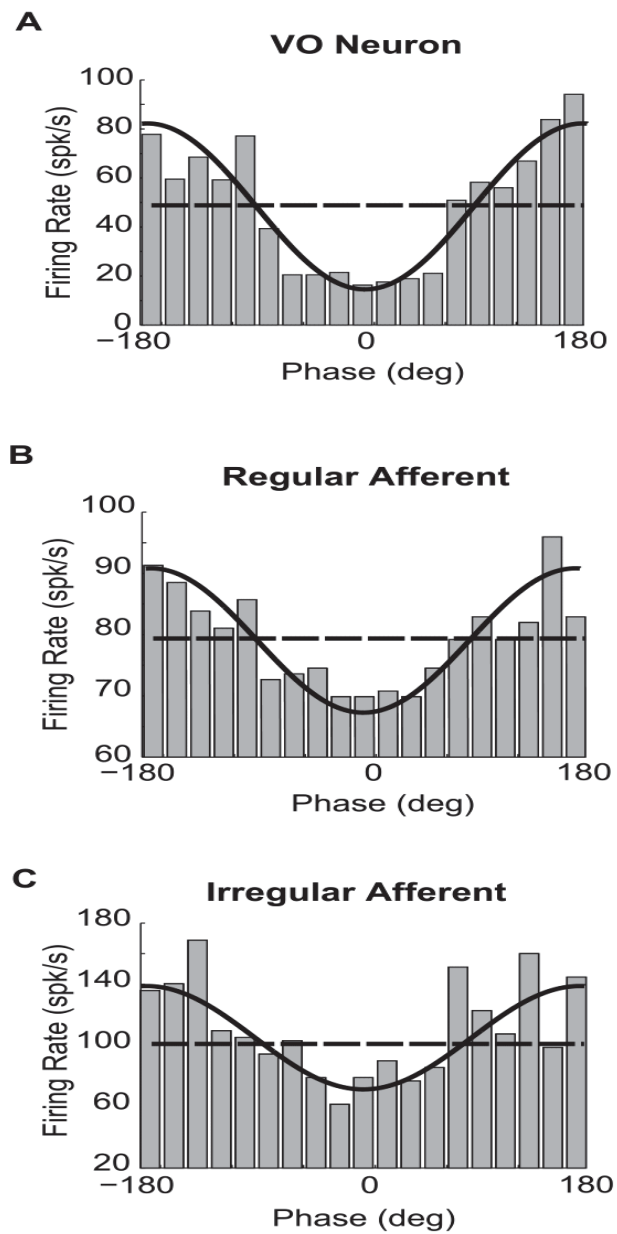 A
VO Neuron
Firing Rate (spk/s)
100
80
60
40
20
0
−180 0 180
Phase (deg)
B
Regular Afferent
Firing Rate (spk/s)
100
90
80
70
60
−180 0 180
Phase (deg)
C
Irregular Afferent
Firing Rate (spk/s)
180
140
100
60
20
−180 0 180
Phase (deg)